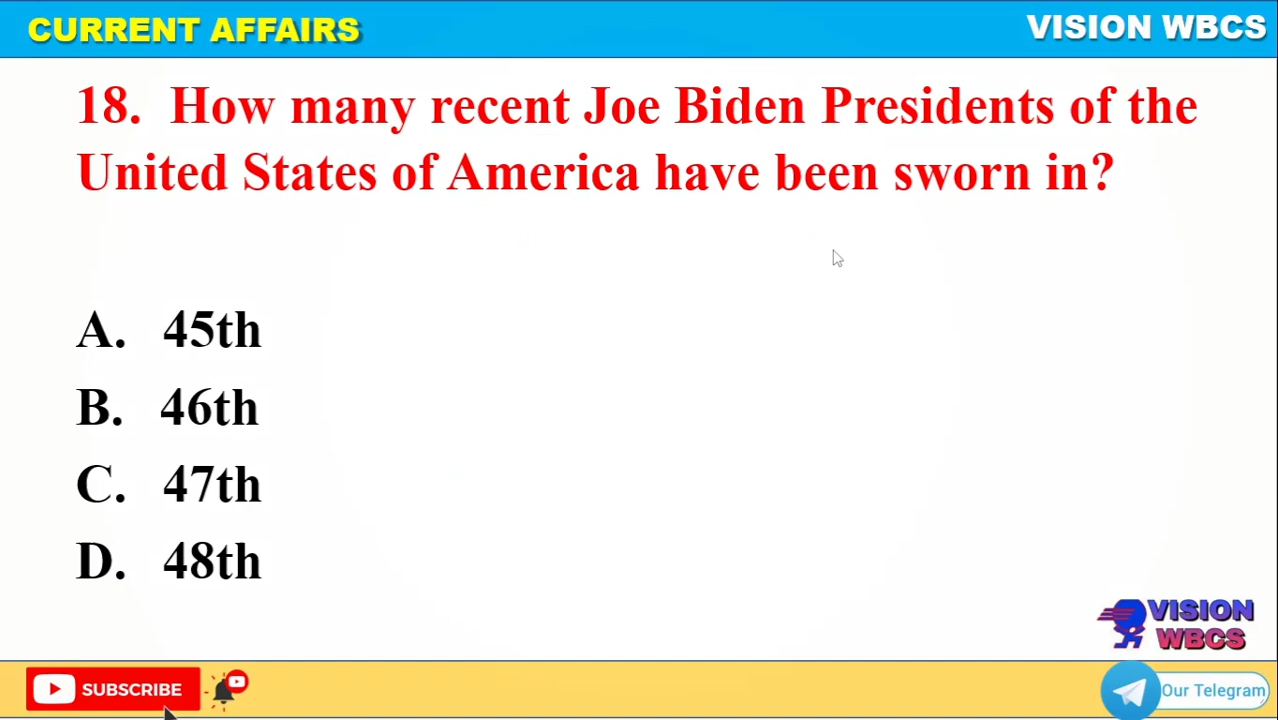 CURRENT AFFAIRS
VISION WBCS
18. How many recent Joe Biden Presidents of the
United States of America have been sworn in?
A. 45th
B. 46th
C. 47th
D. 48th
VISION
WBCS
SUBSCRIBE
Our Telegram